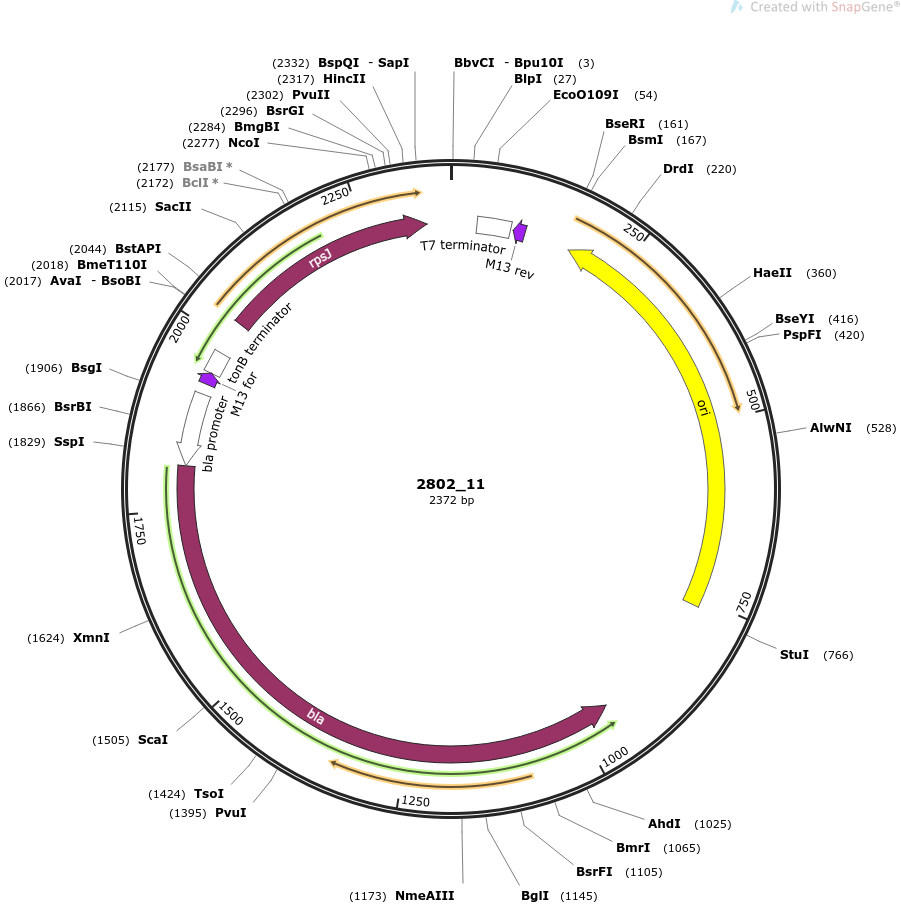 Created with SnapGene®
(2332) BspQI - SapI
(2317) HincII
(2302) PvuII
(2296) BsrGI
(2284) BmgBI
(2277) NcoI
(2177) BsaBI *
(2172) BclI *
(2115) SacII
(2044) BstAPI
(2018) BmeT110I
(2017) AvaI - BsoBI
(1906) BsgI
(1866) BsrBI
(1829) SspI
(1624) XmnI
(1505) ScaI
(1424) TsoI
(1395) PvuI
(1173) NmeAIII
BbvCI - Bpu10I (3)
BlpI (27)
EcoO109I (54)
BseRI (161)
BsmI (167)
DrdI (220)
HaeII (360)
BseYI (416)
PspFI (420)
AlwNI (528)
StuI (766)
AhdI (1025)
BmrI (1065)
BsrFI (1105)
BglI (1145)
250
500
750
1000
1250
1500
1750
2000
2250
rpsJ
T7 terminator
M13 rev
tonB terminator
M13 for
bla promoter
ori
bla
2802_11
2372 bp